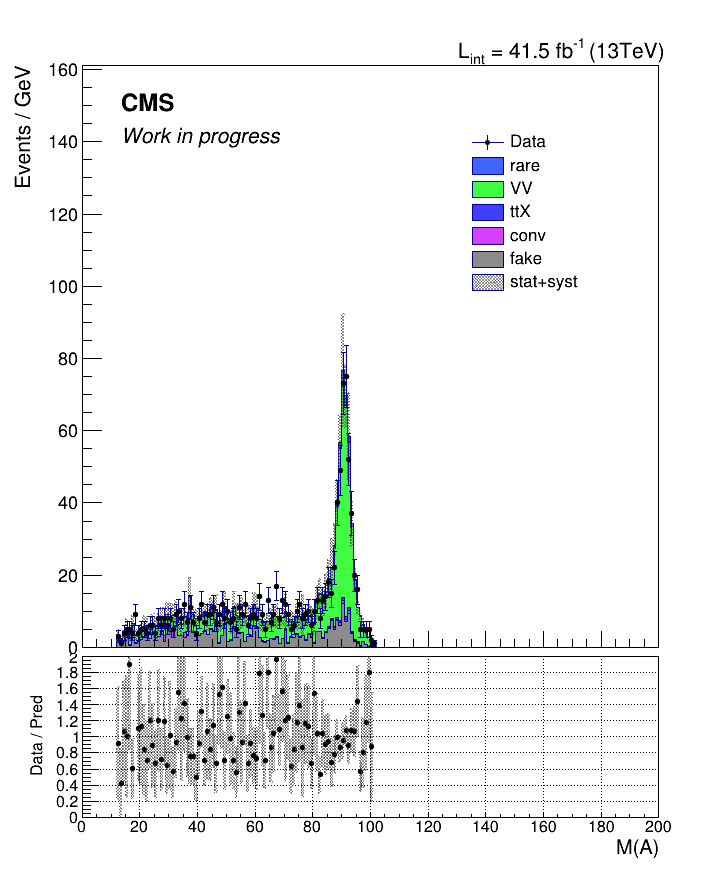 L_int = 41.5 fb^-1 (13TeV)
Events / GeV
160
140
120
100
80
60
40
20
0
CMS
Work in progress
Data
rare
VV
ttX
conv
fake
stat+syst
Data / Pred
2
1.8
1.6
1.4
1.2
1
0.8
0.6
0.4
0.2
0
0 20 40 60 80 100 120 140 160 180 200
M(A)